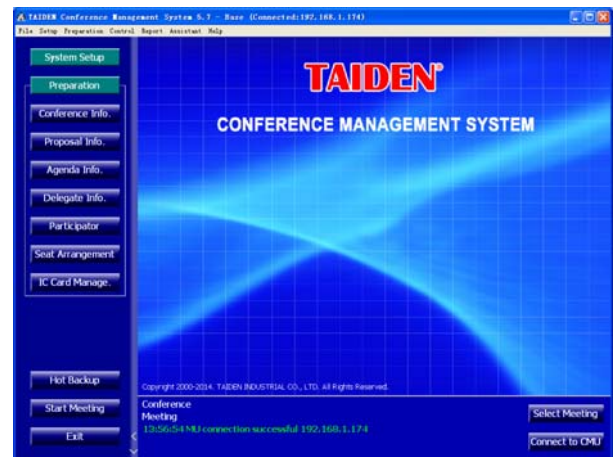 TAIDEN Conference Management System 5.7 - Base (Connected:192.168.1.174)
File Setup Preparation Control Report Assistant Help
System Setup
Preparation
Conference Info.
Proposal Info.
Agenda Info.
Delegate Info.
Participator
Seat Arrangement
IC Card Manage.
Hot Backup
Start Meeting
Exit
TAIDEN®
CONFERENCE MANAGEMENT SYSTEM
Copyright 2000-2014. TAIDEN INDUSTRIAL CO., LTD. All Rights Reserved.
Conference
Meeting
13:56:54 MU connection successful 192.168.1.174
Select Meeting
Connect to CMU